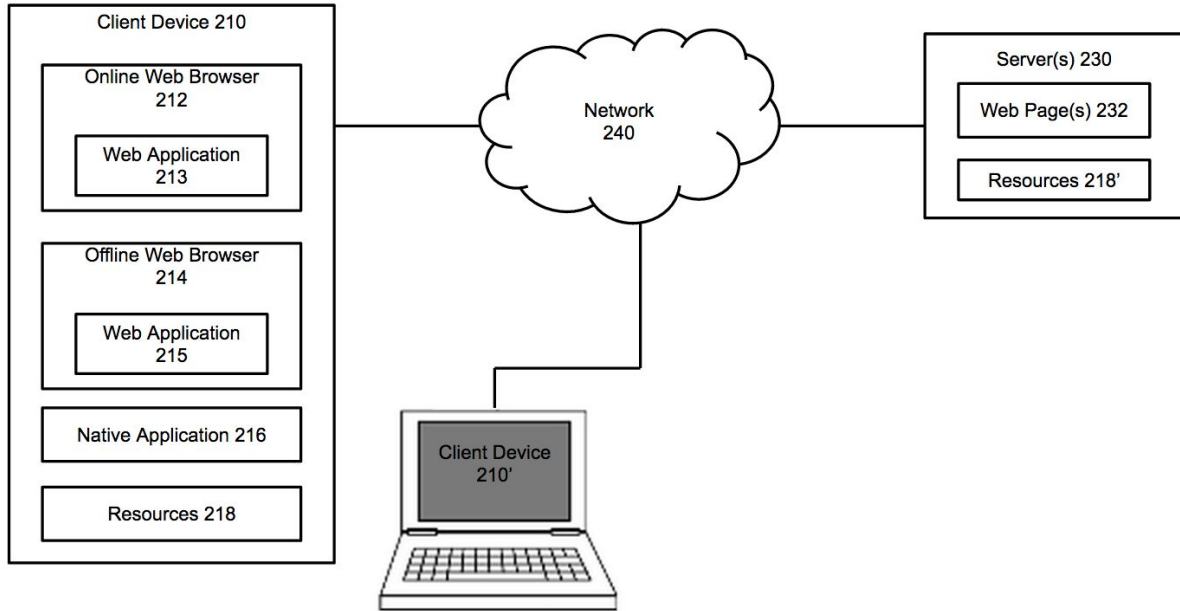 Client Device 210
Online Web Browser
212
Web Application
213
Offline Web Browser
214
Web Application
215
Native Application 216
Resources 218
Network
240
Client Device
210’
Server(s) 230
Web Page(s) 232
Resources 218’